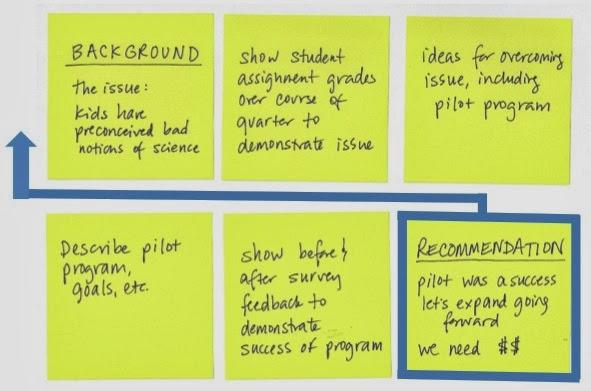 BACKGROUND
The issue:
kids have
preconceived bad
notions of science
show student
assignment grades
over course of
quarter to
demonstrate issue
ideas for overcoming
issue, including
pilot program
Describe pilot
program,
goals, etc.
show before &
after survey
feedback to
demonstrate
success of program
RECOMMENDATION
pilot was a success
let's expand going
forward
we need $$